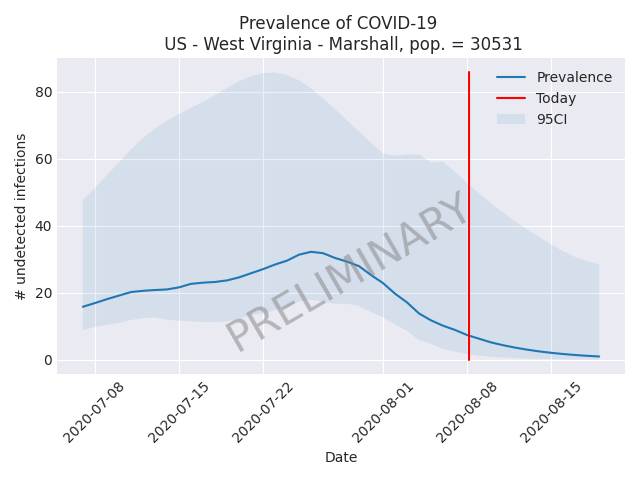 Prevalence of COVID-19
US - West Virginia - Marshall, pop. = 30531
# undetected infections
80
60
40
20
0
Prevalence
Today
95CI
PRELIMINARY
2020-07-08
2020-07-15
2020-07-22
2020-08-01
2020-08-08
2020-08-15
Date